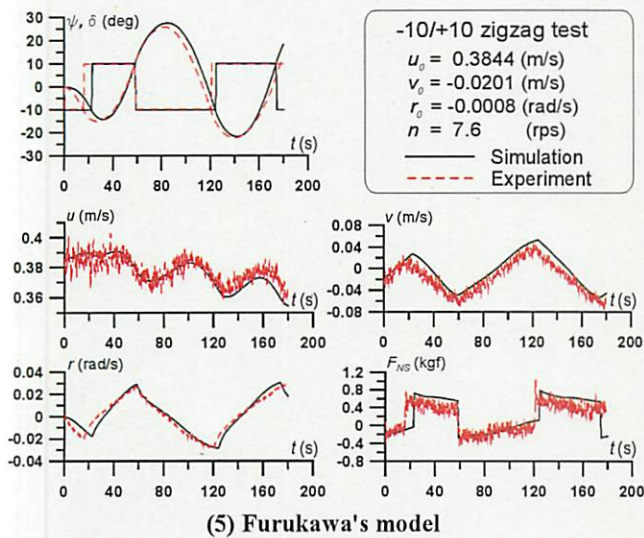 ψ, δ (deg)
30
20
10
0
-10
-20
-30
t (s)
0 40 80 120 160 200
-10/+10 zigzag test
u₀ = 0.3844 (m/s)
v₀ = -0.0201 (m/s)
r₀ = -0.0008 (rad/s)
n = 7.6 (rps)
Simulation
Experiment
u (m/s)
0.4
0.38
0.36
t (s)
0 40 80 120 160 200
v (m/s)
0.08
0.04
0.00
-0.04
-0.08
t (s)
0 40 80 120 160 200
r (rad/s)
0.04
0.02
0
-0.02
-0.04
t (s)
0 40 80 120 160 200
F_NS (kgf)
1.2
0.8
0.4
0.0
-0.4
-0.8
t (s)
0 40 80 120 160 200
(5) Furukawa's model